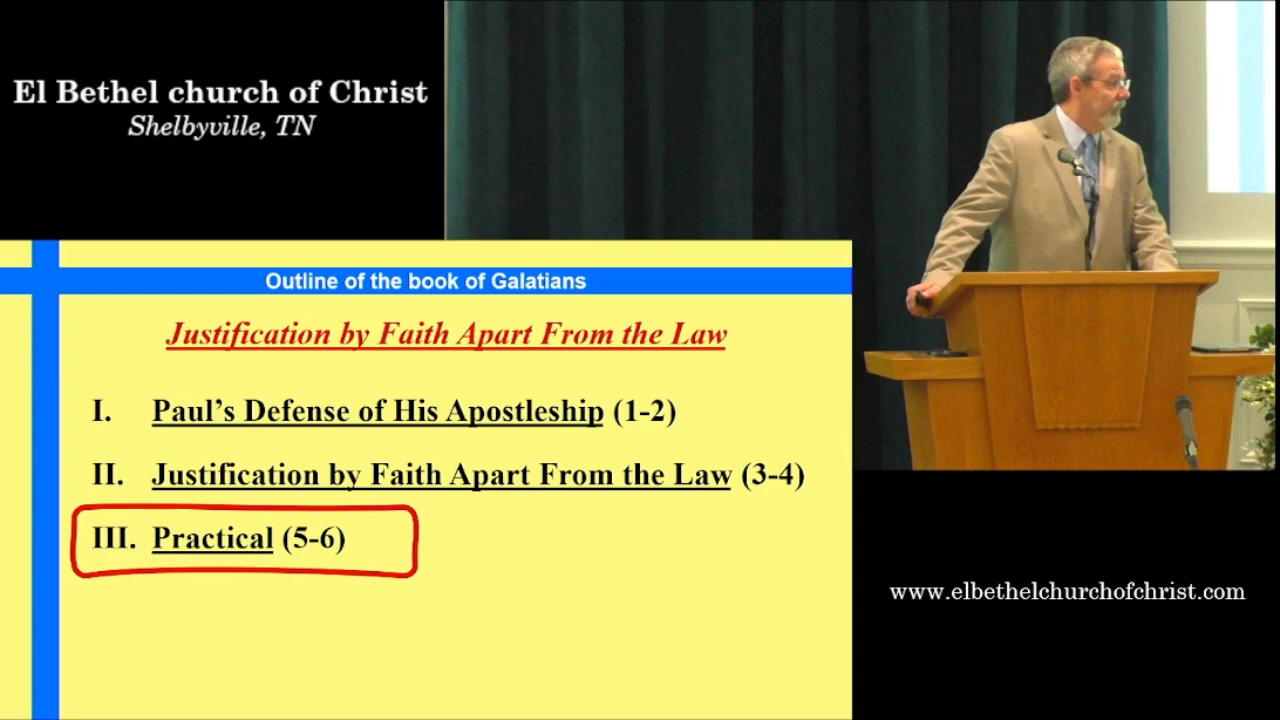 El Bethel church of Christ
Shelbyville, TN
Outline of the book of Galatians
Justification by Faith Apart From the Law
I. Paul’s Defense of His Apostleship (1-2)
II. Justification by Faith Apart From the Law (3-4)
III. Practical (5-6)
www.elbethelchurchofchrist.com